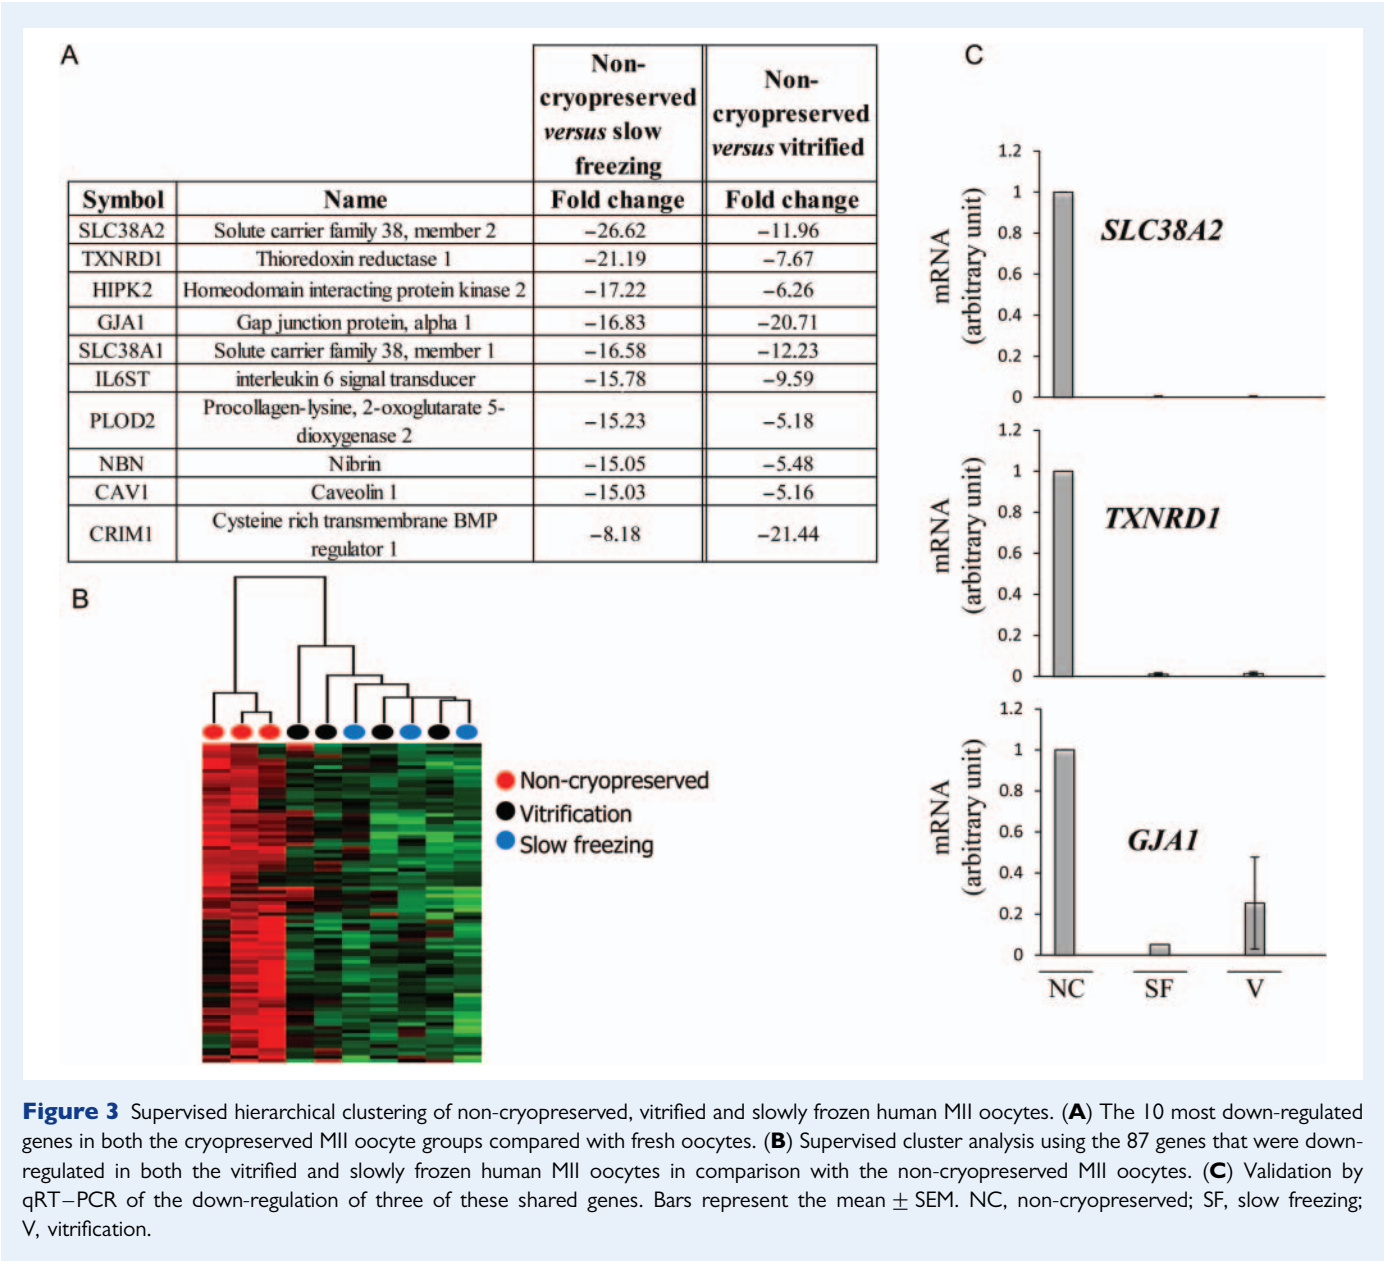 A
Non-
cryopreserved
versus slow
freezing
Non-
cryopreserved
versus vitrified
Symbol Name Fold change Fold change
SLC38A2 Solute carrier family 38, member 2 −26.62 −11.96
TXNRD1 Thioredoxin reductase 1 −21.19 −7.67
HIPK2 Homeodomain interacting protein kinase 2 −17.22 −6.26
GJA1 Gap junction protein, alpha 1 −16.83 −20.71
SLC38A1 Solute carrier family 38, member 1 −16.58 −12.23
IL6ST interleukin 6 signal transducer −15.78 −9.59
PLOD2 Procollagen-lysine, 2-oxoglutarate 5-
dioxygenase 2 −15.23 −5.18
NBN Nibrin −15.05 −5.48
CAV1 Caveolin 1 −15.03 −5.16
CRIM1 Cysteine rich transmembrane BMP
regulator 1 −8.18 −21.44
B
Non-cryopreserved
Vitrification
Slow freezing
C
mRNA
(arbitrary unit)
1.2
1
0.8
0.6
0.4
0.2
0
SLC38A2
mRNA
(arbitrary unit)
1.2
1
0.8
0.6
0.4
0.2
0
TXNRD1
mRNA
(arbitrary unit)
1.2
1
0.8
0.6
0.4
0.2
0
GJA1
NC SF V
Figure 3 Supervised hierarchical clustering of non-cryopreserved, vitrified and slowly frozen human MII oocytes. (A) The 10 most down-regulated
genes in both the cryopreserved MII oocyte groups compared with fresh oocytes. (B) Supervised cluster analysis using the 87 genes that were down-
regulated in both the vitrified and slowly frozen human MII oocytes in comparison with the non-cryopreserved MII oocytes. (C) Validation by
qRT–PCR of the down-regulation of three of these shared genes. Bars represent the mean ± SEM. NC, non-cryopreserved; SF, slow freezing;
V, vitrification.